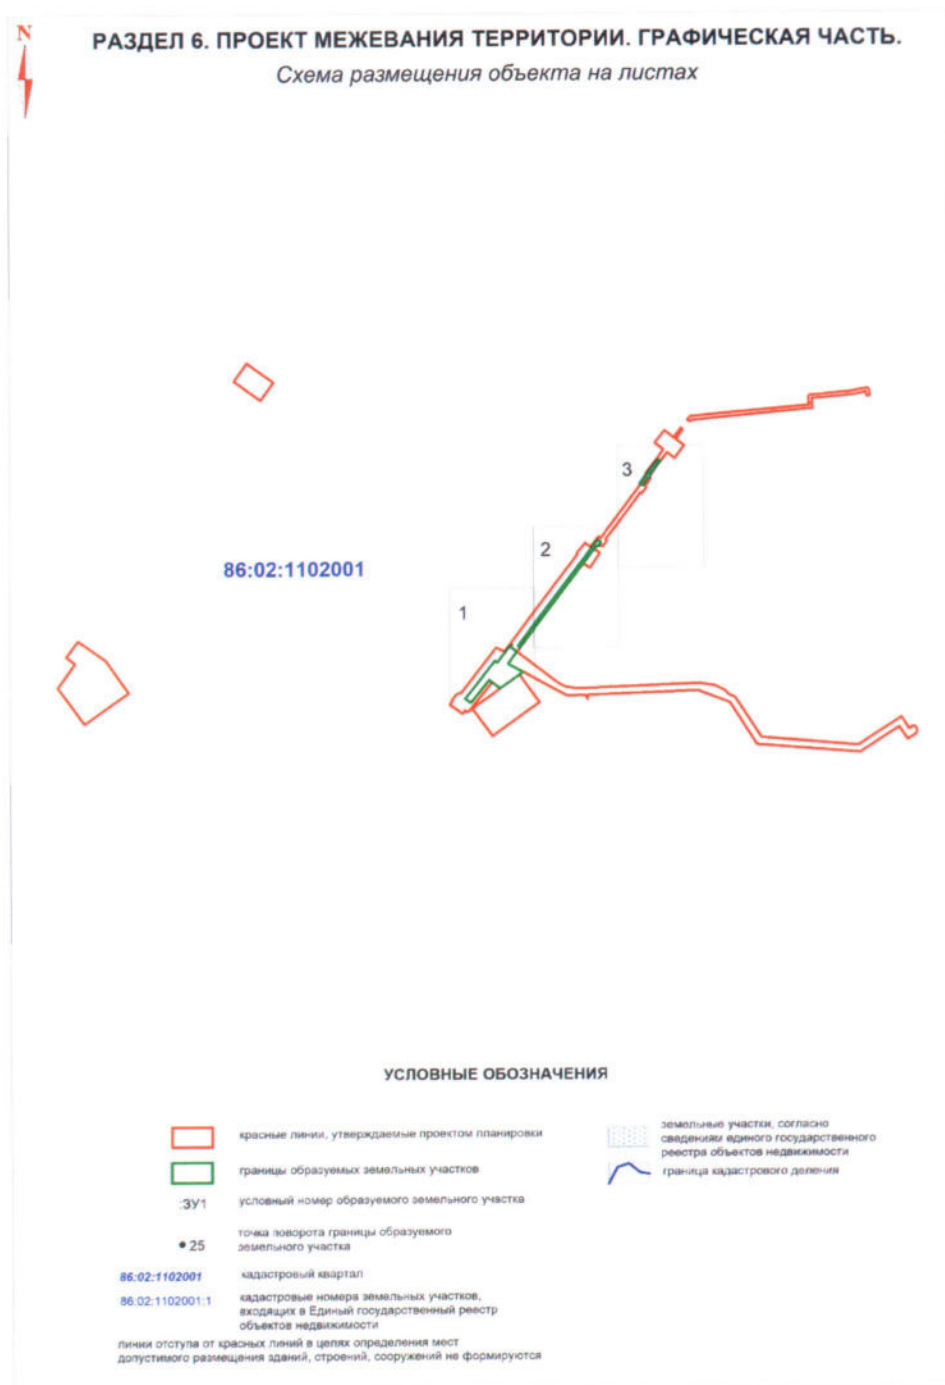 N
РАЗДЕЛ 6. ПРОЕКТ МЕЖЕВАНИЯ ТЕРРИТОРИИ. ГРАФИЧЕСКАЯ ЧАСТЬ.
Схема размещения объекта на листах
3
2
86:02:1102001
1
УСЛОВНЫЕ ОБОЗНАЧЕНИЯ
красные линии, утверждаемые проектом планировки
границы образуемых земельных участков
:ЗУ1 условный номер образуемого земельного участка
25 точка поворота границы образуемого
земельного участка
86:02:1102001 кадастровый квартал
86:02:1102001:1 кадастровые номера земельных участков,
входящих в Единый государственный реестр
объектов недвижимости
линии отступа от красных линий в целях определения мест
допустимого размещения зданий, строений, сооружений не формируются
земельные участки, согласно
сведениям единого государственного
реестра объектов недвижимости
граница кадастрового деления